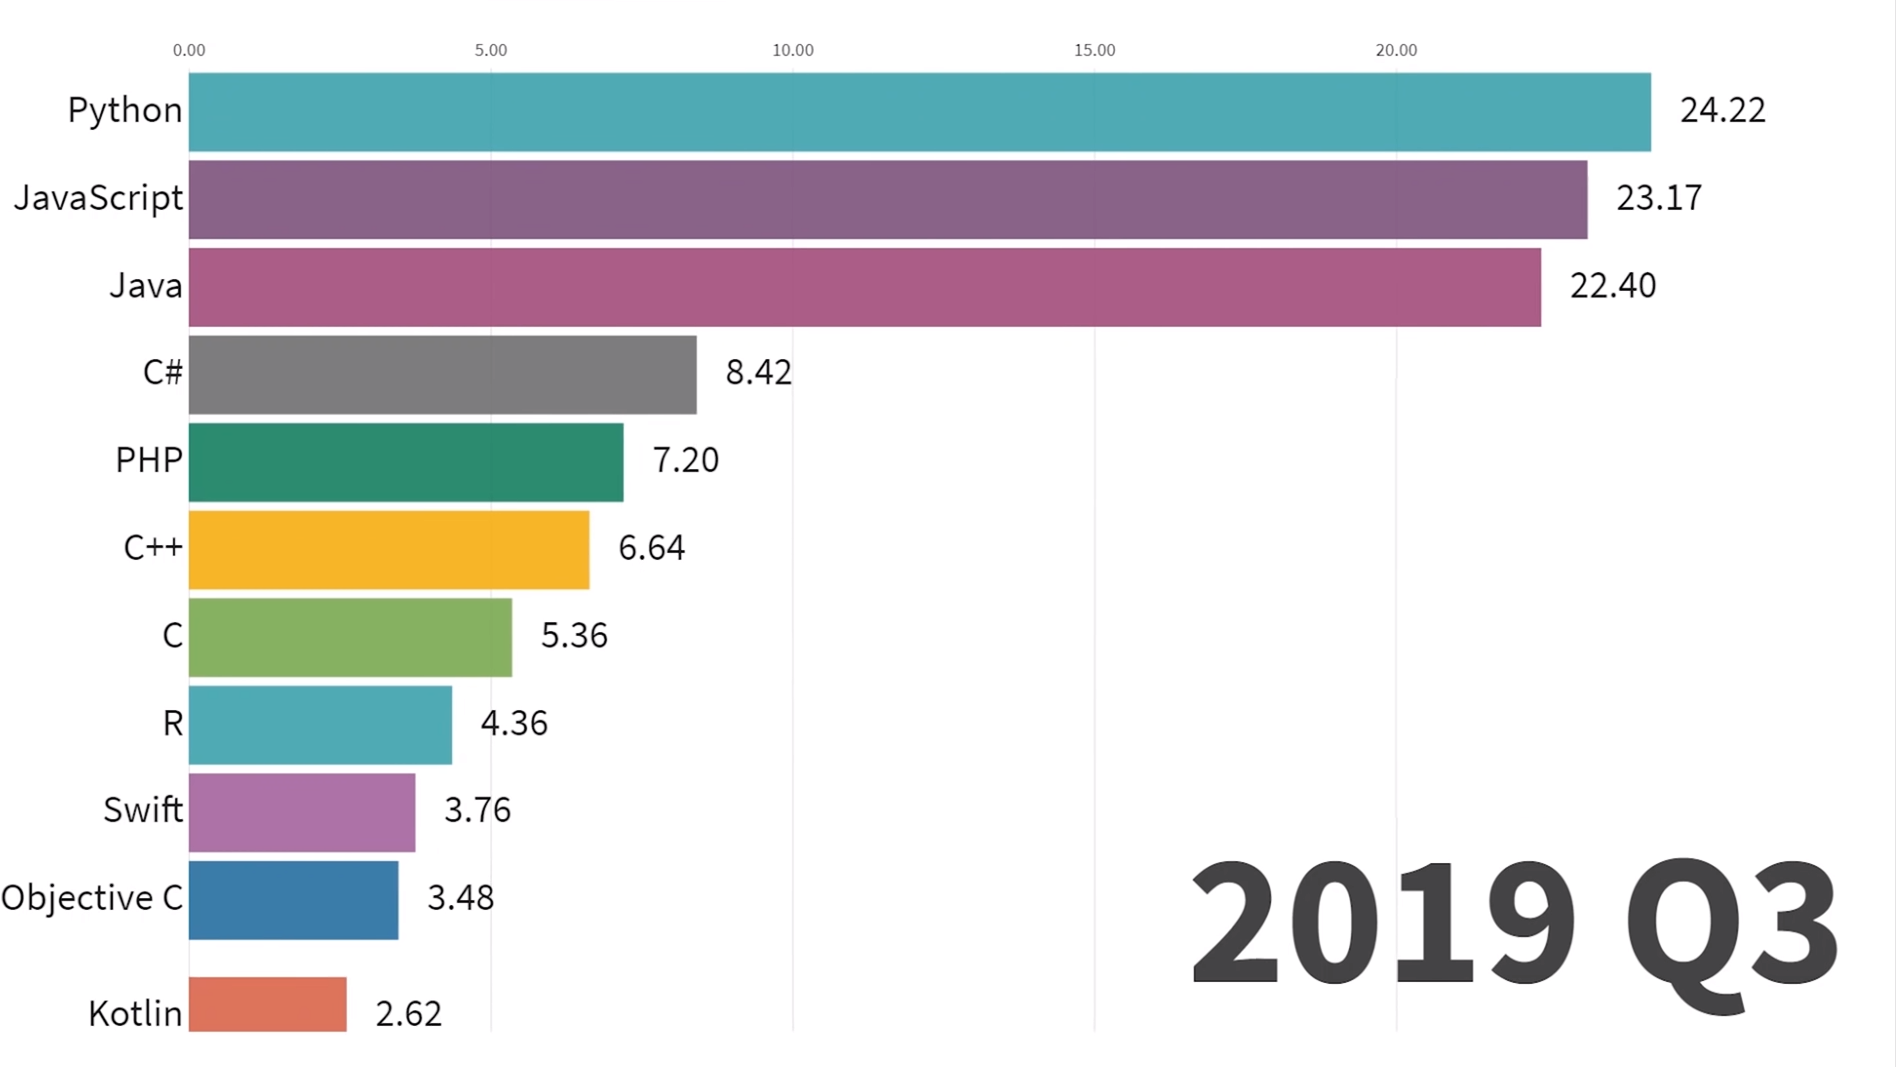 0.00 5.00 10.00 15.00 20.00
Python 24.22
JavaScript 23.17
Java 22.40
C# 8.42
PHP 7.20
C++ 6.64
C 5.36
R 4.36
Swift 3.76
Objective C 3.48
Kotlin 2.62
2019 Q3